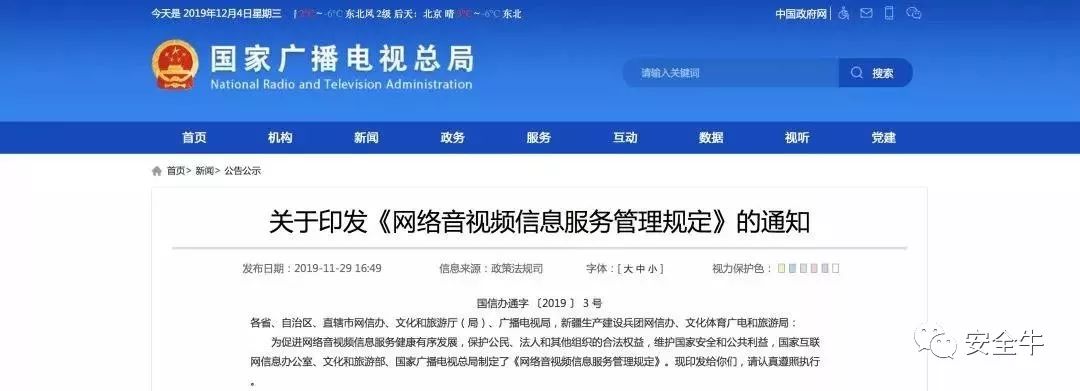 今天是 2019年12月4日星期三 2℃～-6℃ 东北风 2级 后天：北京 晴 3℃～-6℃ 东北 中国政府网
国家广播电视总局
National Radio and Television Administration
请输入关键词 搜索
首页 机构 新闻 政务 服务 互动 数据 视听 党建
首页> 新闻> 公告公示
关于印发《网络音视频信息服务管理规定》的通知
发布日期：2019-11-29 16:49 信息来源：政策法规司 字体：[ 大 中 小 ] 视力保护色：
国信办通字 〔2019 〕 3 号
各省、自治区、直辖市网信办、文化和旅游厅（局）、广播电视局，新疆生产建设兵团网信办、文化体育广电和旅游局：
为促进网络音视频信息服务健康有序发展，保护公民、法人和其他组织的合法权益，维护国家安全和公共利益，国家互联
网信息办公室、文化和旅游部、国家广播电视总局制定了《网络音视频信息服务管理规定》。现印发给你们，请认真遵照执行
。
安全牛